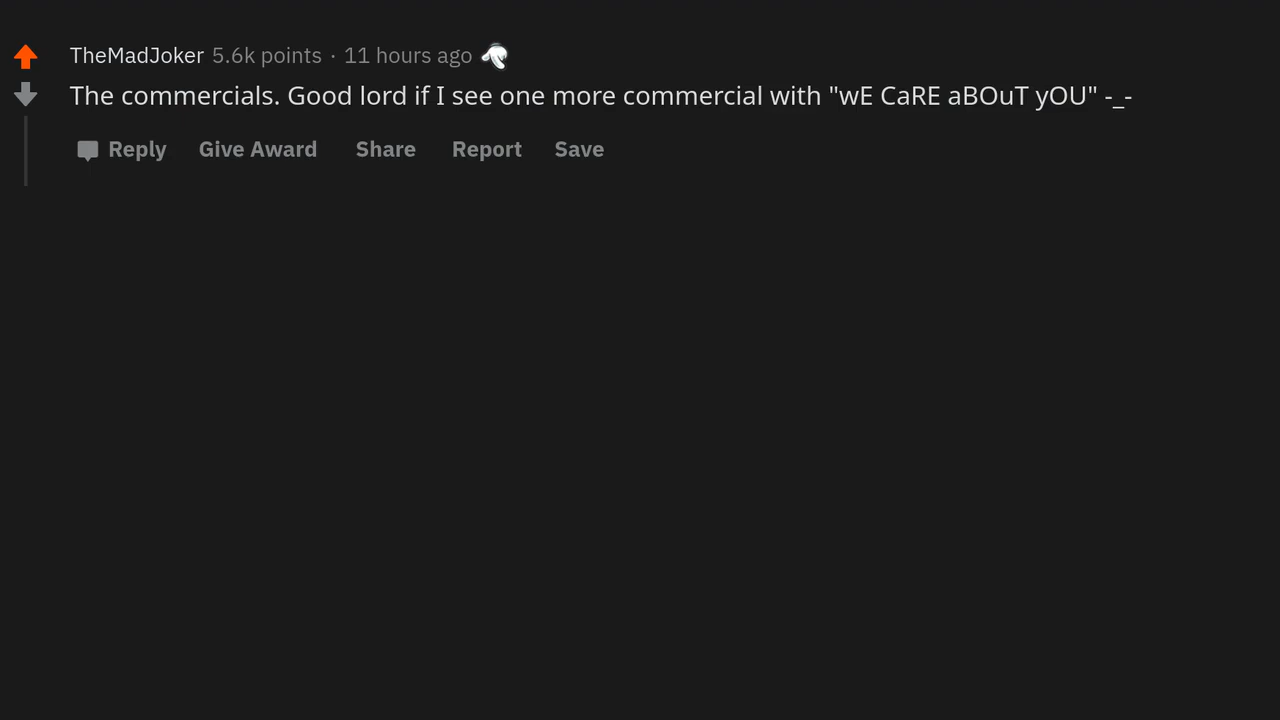 TheMadJoker 5.6k points · 11 hours ago
The commercials. Good lord if I see one more commercial with "wE CaRE aBOuT yOU" -_-
Reply Give Award Share Report Save